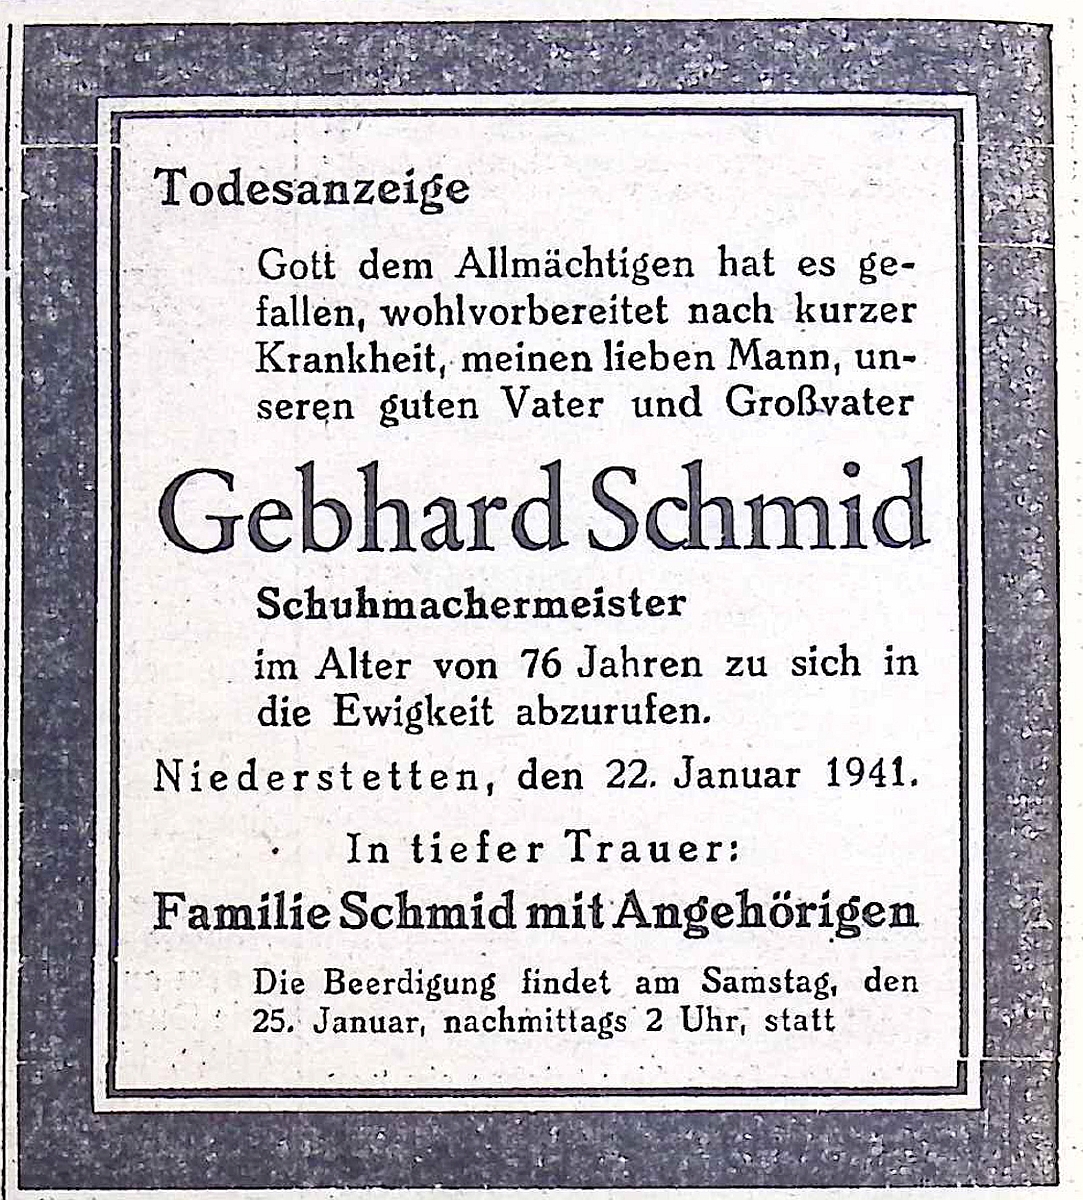 Todesanzeige
Gott dem Allmächtigen hat es ge-
fallen, wohlvorbereitet nach kurzer
Krankheit, meinen lieben Mann, un-
seren guten Vater und Großvater
Gebhard Schmid
Schuhmachermeister
im Alter von 76 Jahren zu sich in
die Ewigkeit abzurufen.
Niederstetten, den 22. Januar 1941.
In tiefer Trauer:
Familie Schmid mit Angehörigen
Die Beerdigung findet am Samstag, den
25. Januar, nachmittags 2 Uhr, statt